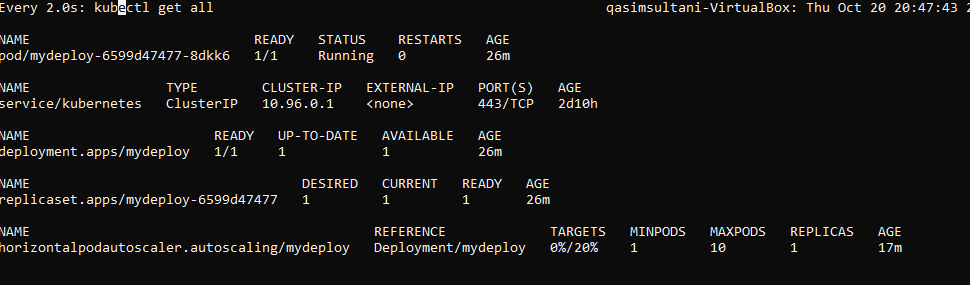 Every 2.0s: kubectl get all qasimsultani-VirtualBox: Thu Oct 20 20:47:43 2
NAME READY STATUS RESTARTS AGE
pod/mydeploy-6599d47477-8dkk6 1/1 Running 0 26m
NAME TYPE CLUSTER-IP EXTERNAL-IP PORT(S) AGE
service/kubernetes ClusterIP 10.96.0.1 <none> 443/TCP 2d10h
NAME READY UP-TO-DATE AVAILABLE AGE
deployment.apps/mydeploy 1/1 1 1 26m
NAME DESIRED CURRENT READY AGE
replicaset.apps/mydeploy-6599d47477 1 1 1 26m
NAME REFERENCE TARGETS MINPODS MAXPODS REPLICAS AGE
horizontalpodautoscaler.autoscaling/mydeploy Deployment/mydeploy 0%/20% 1 10 1 17m